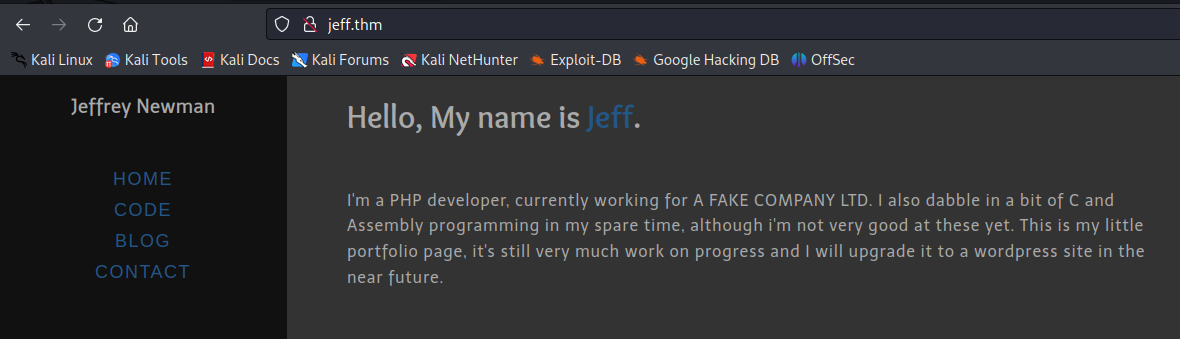 jeff.thm
Kali Linux Kali Tools Kali Docs Kali Forums Kali NetHunter Exploit-DB Google Hacking DB OffSec
Jeffrey Newman
HOME
CODE
BLOG
CONTACT
Hello, My name is Jeff.
I'm a PHP developer, currently working for A FAKE COMPANY LTD. I also dabble in a bit of C and
Assembly programming in my spare time, although i'm not very good at these yet. This is my little
portfolio page, it's still very much work on progress and I will upgrade it to a wordpress site in the
near future.